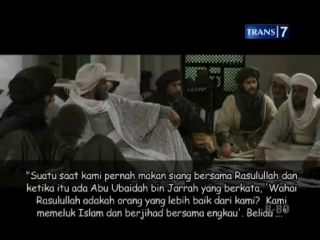 TRANS 7
"Suatu saat kami pernah makan siang bersama Rasulullah dan
ketika itu ada Abu Ubaidah bin Jarrah yang berkata, 'Wahai
Rasulullah adakah orang yang lebih baik dari kami? Kami
memeluk Islam dan berjihad bersama engkau'. Belida ...